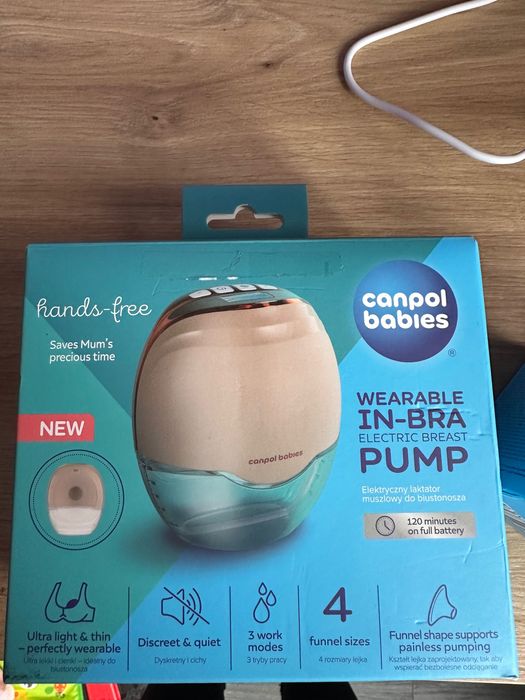 hands-free
Saves Mum's
precious time
canpol
babies
®
NEW
canpol babies
WEARABLE
IN-BRA
ELECTRIC BREAST
PUMP
Elektryczny laktator
muszlowy do biustonosza
120 minutes
on full battery
Ultra light & thin
– perfectly wearable
Ultra lekki i cienki – idealny do
biustonosza
Discreet & quiet
Dyskretny i cichy
3 work
modes
3 tryby pracy
4
funnel sizes
4 rozmiary lejka
Funnel shape supports
painless pumping
Kształt lejka zaprojektowany, tak aby
wspierać bezbolesne odciąganie